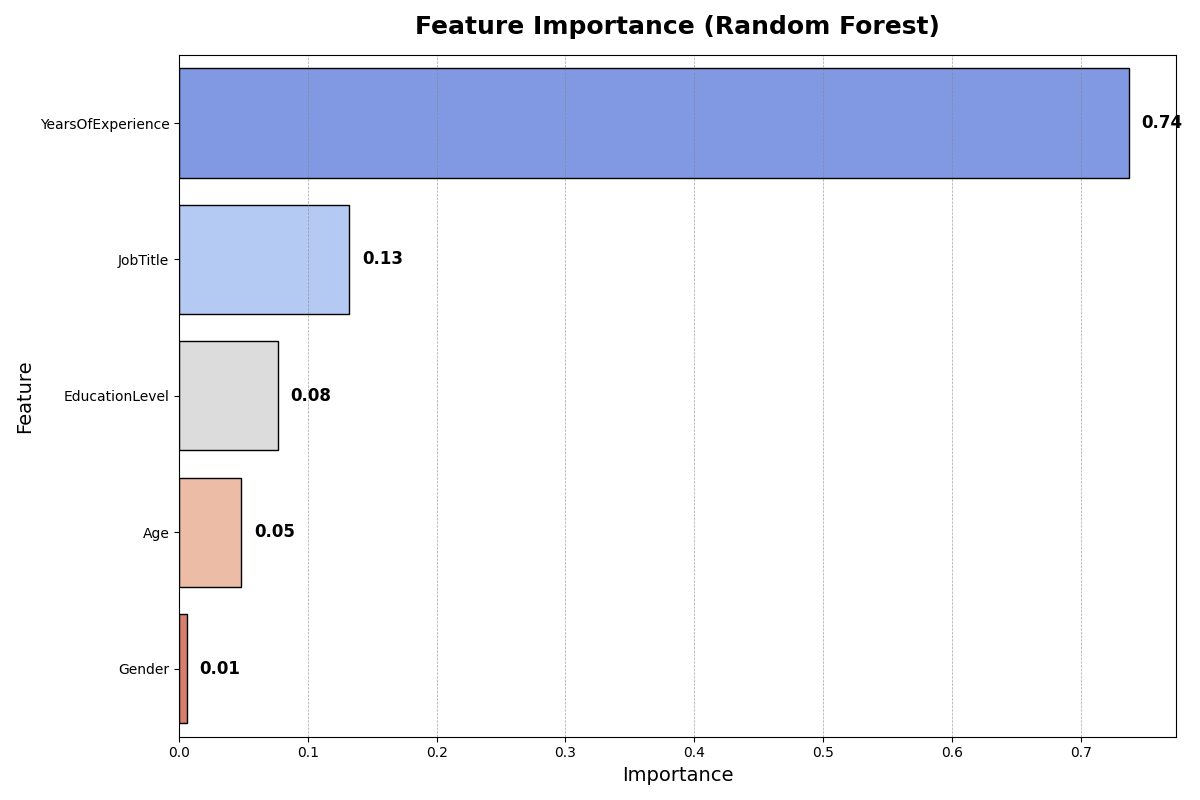 Feature Importance (Random Forest)
YearsOfExperience
0.74
JobTitle
0.13
EducationLevel
0.08
Age
0.05
Gender
0.01
Feature
0.0 0.1 0.2 0.3 0.4 0.5 0.6 0.7
Importance